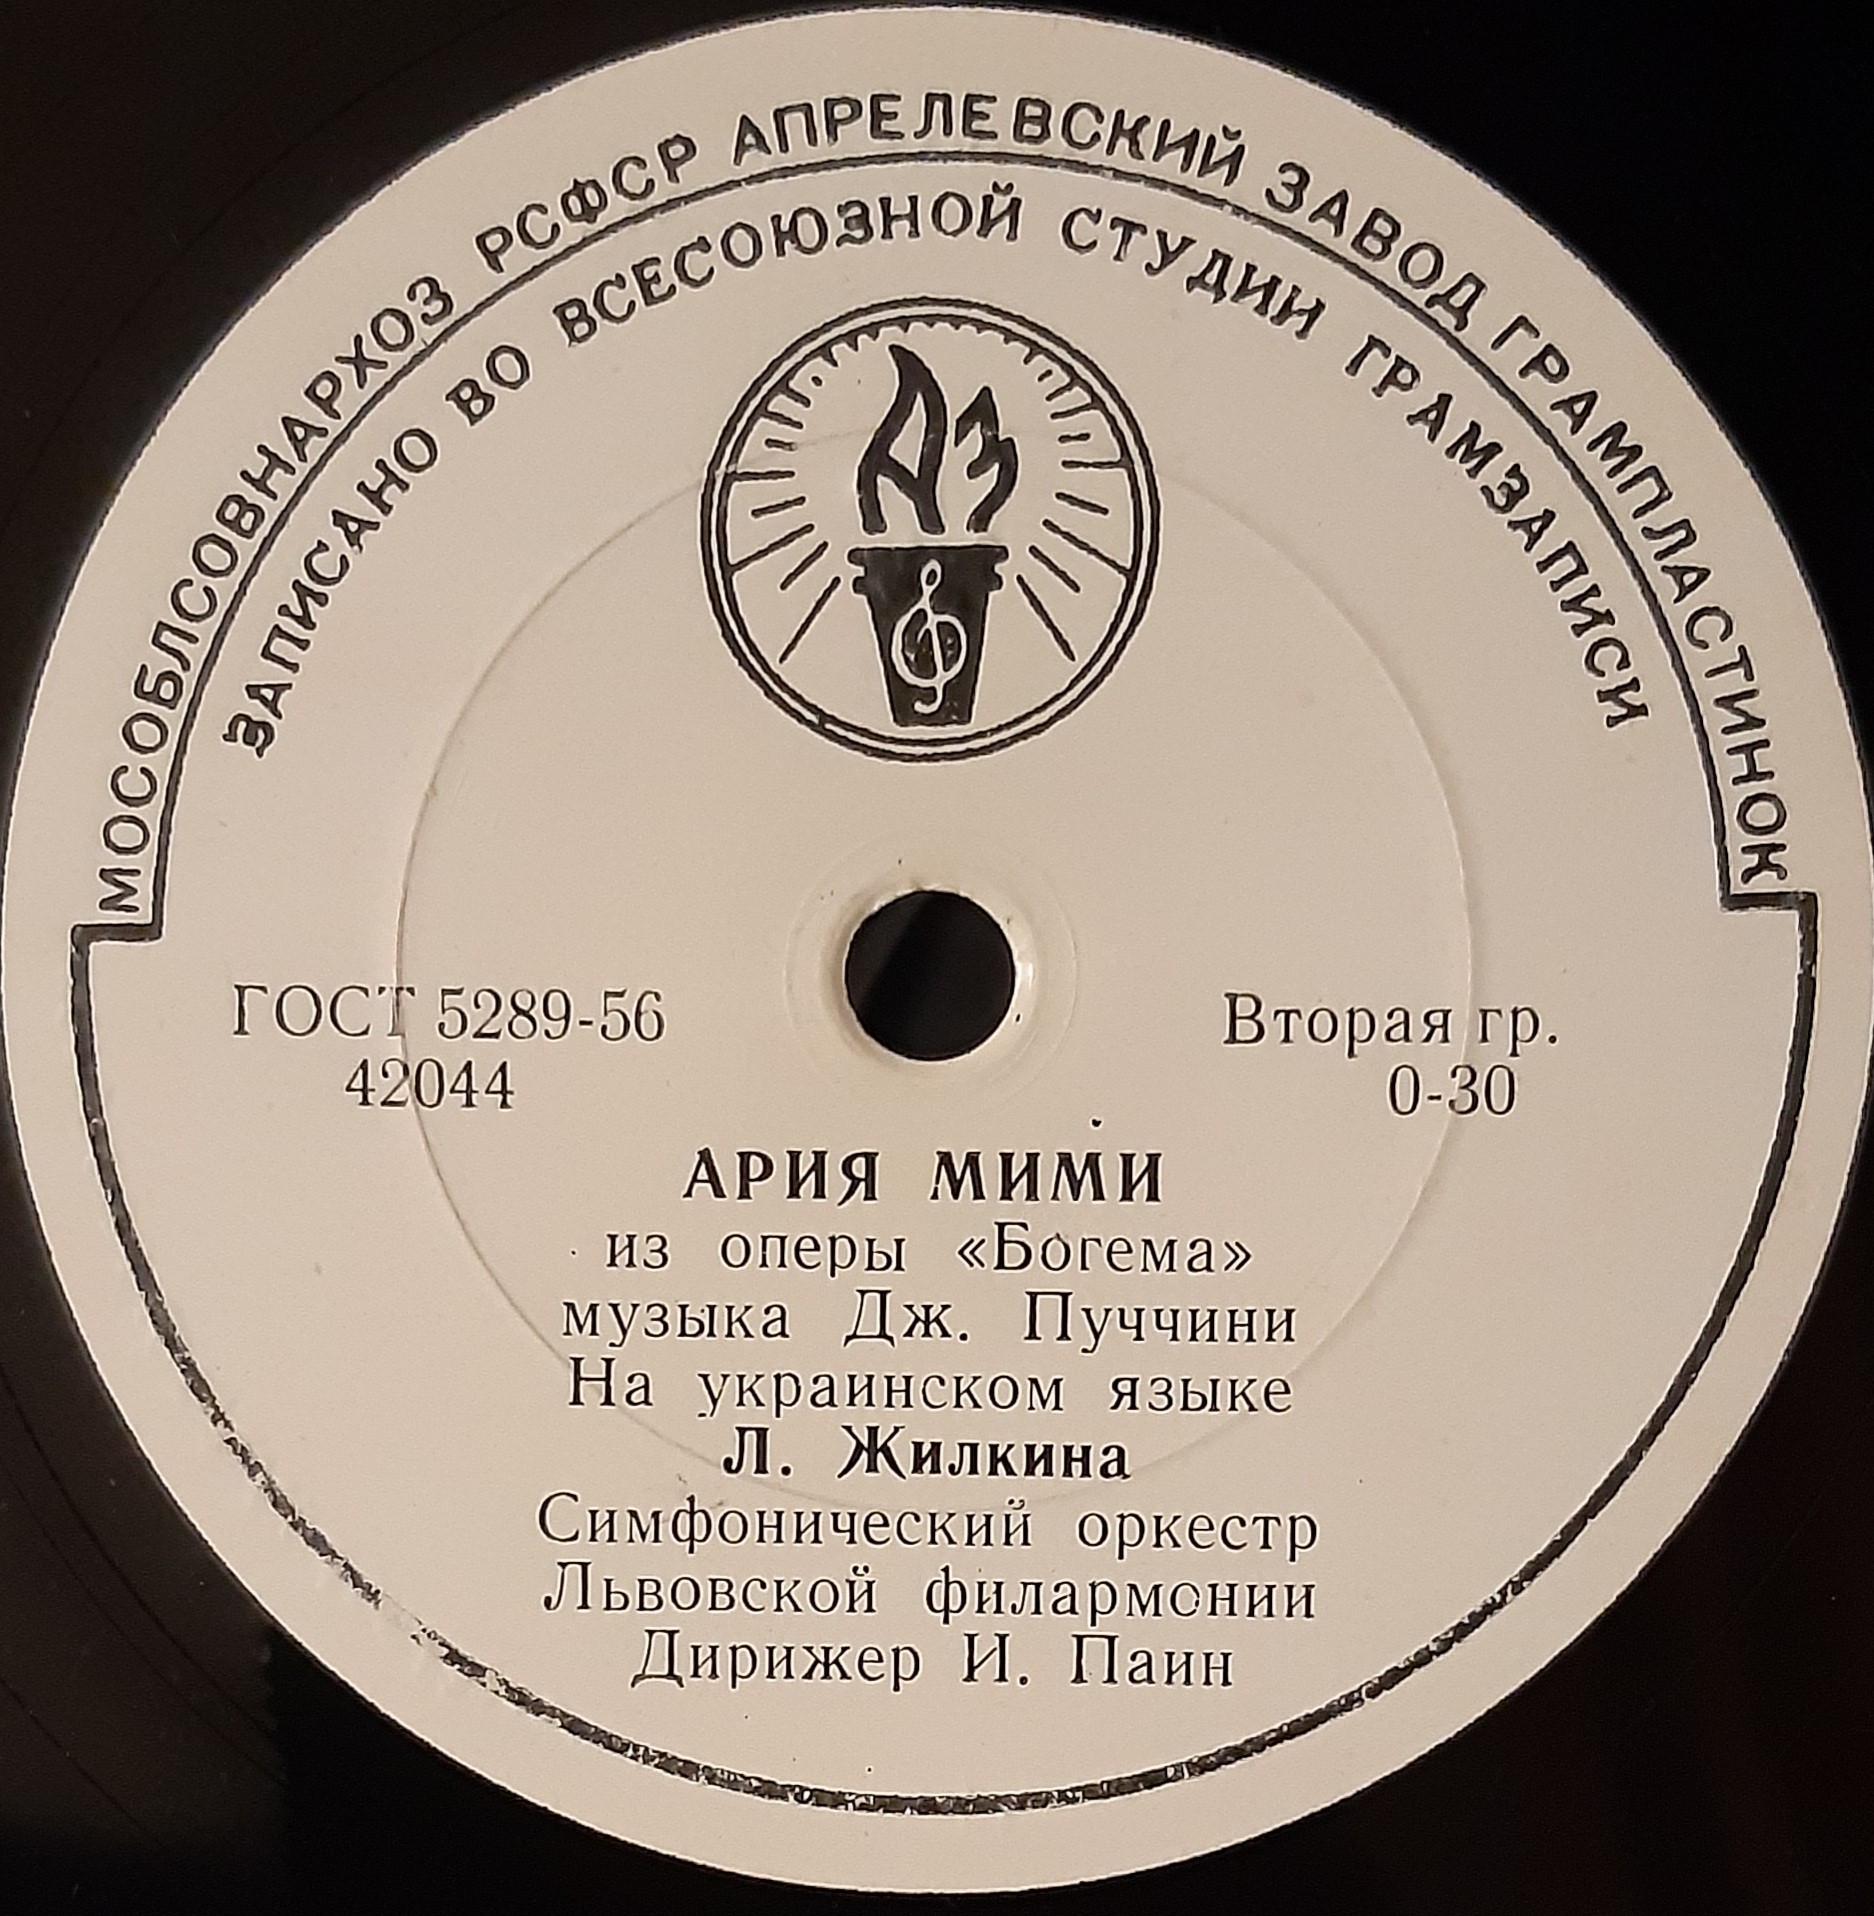 МОСОБЛСОВНАРХОЗ РСФСР АПРЕЛЕВСКИЙ ЗАВОД ГРАМПЛАСТИНОК
ЗАПИСАНО ВО ВСЕСОЮЗНОЙ СТУДИИ ГРАМЗАПИСИ
АЗ
ГОСТ 5289-56
42044
Вторая гр.
0-30
АРИЯ МИМИ
из оперы «Богема»
музыка Дж. Пуччини
На украинском языке
Л. Жилкина
Симфонический оркестр
Львовской филармонии
Дирижер И. Паин